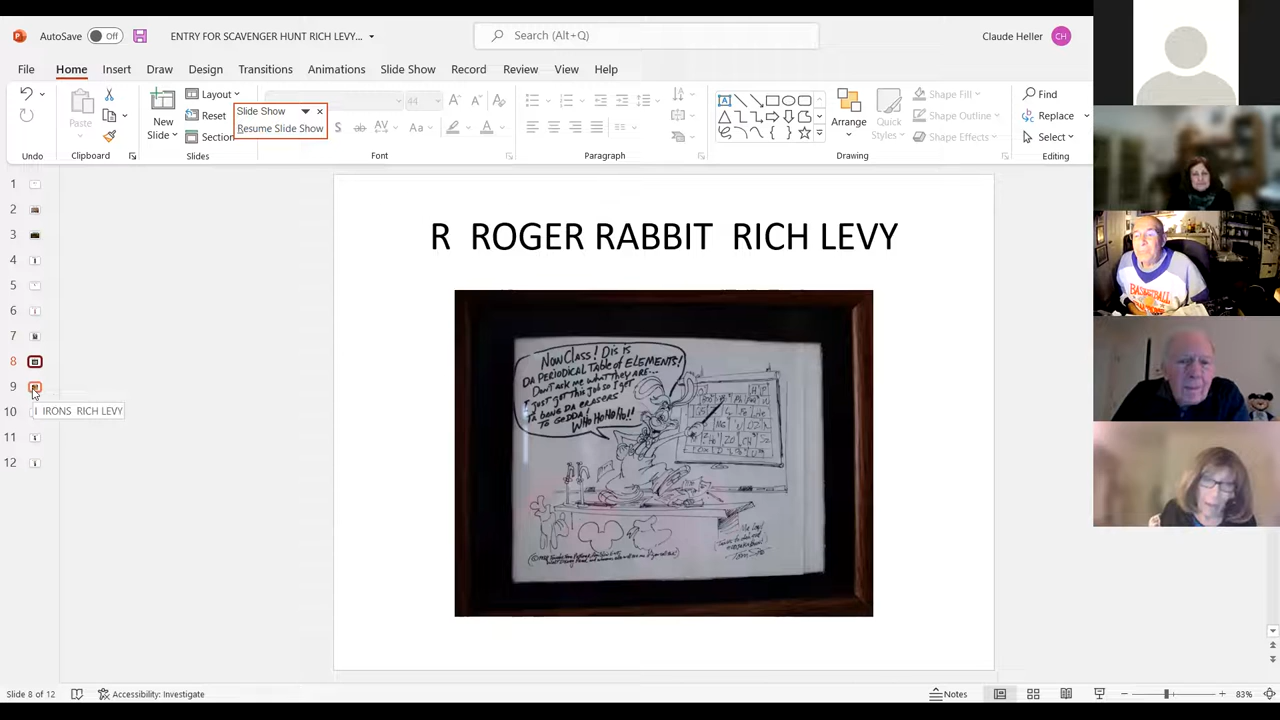 AutoSave Off ENTRY FOR SCAVENGER HUNT RICH LEVY... Search (Alt+Q) Claude Heller CH
File Home Insert Draw Design Transitions Animations Slide Show Record Review View Help
Paste
New
Slide
Layout
Reset
Section
Slide Show
Resume Slide Show
44
Aa
Arrange
Quick
Styles
Shape Fill
Shape Outline
Shape Effects
Find
Replace
Select
Undo Clipboard Slides Font Paragraph Drawing Editing
1
2
3
4
5
6
7
8
9
10
11
12
I IRONS RICH LEVY
R ROGER RABBIT RICH LEVY
NOW CLASS! DIS IS
DA PERIODICAL TABLE OF ELEMENTS!
DON'T ASK ME WHAT THEY ARE...
I JUST GOT THIS JOB SO I GET
TA BANG DA ERASERS
TO GEDDA!
WHO HO HO HO!!
BASKETBALL
Slide 8 of 12 Accessibility: Investigate Notes 83%